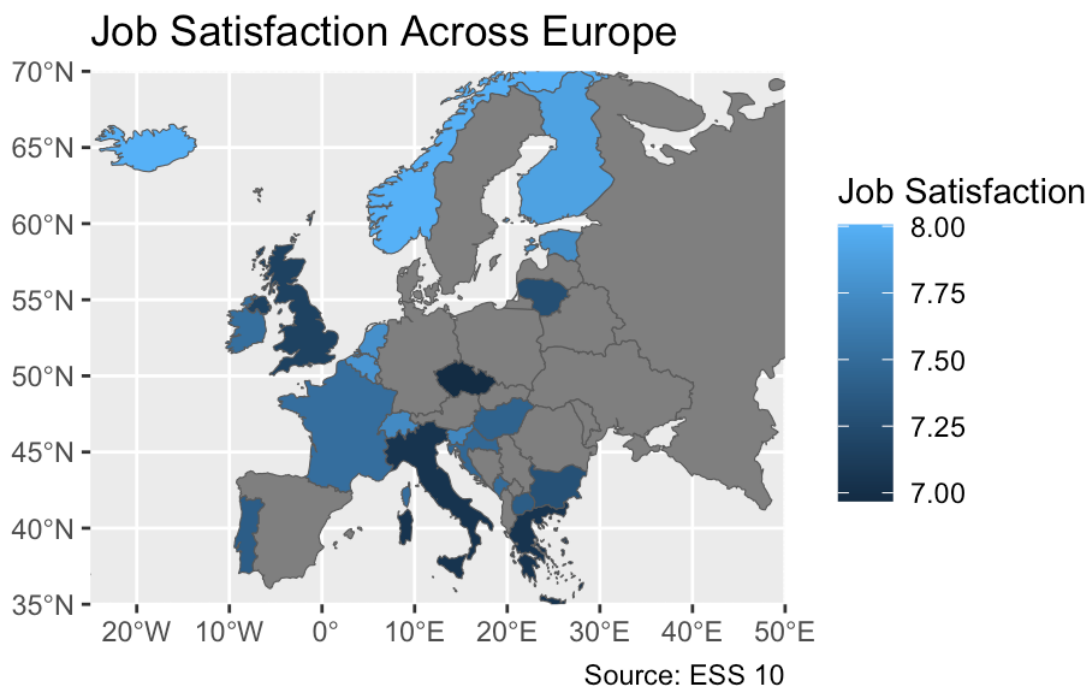 Job Satisfaction Across Europe
70°N
65°N
60°N
55°N
50°N
45°N
40°N
35°N
20°W 10°W 0° 10°E 20°E 30°E 40°E 50°E
Job Satisfaction
8.00
7.75
7.50
7.25
7.00
Source: ESS 10